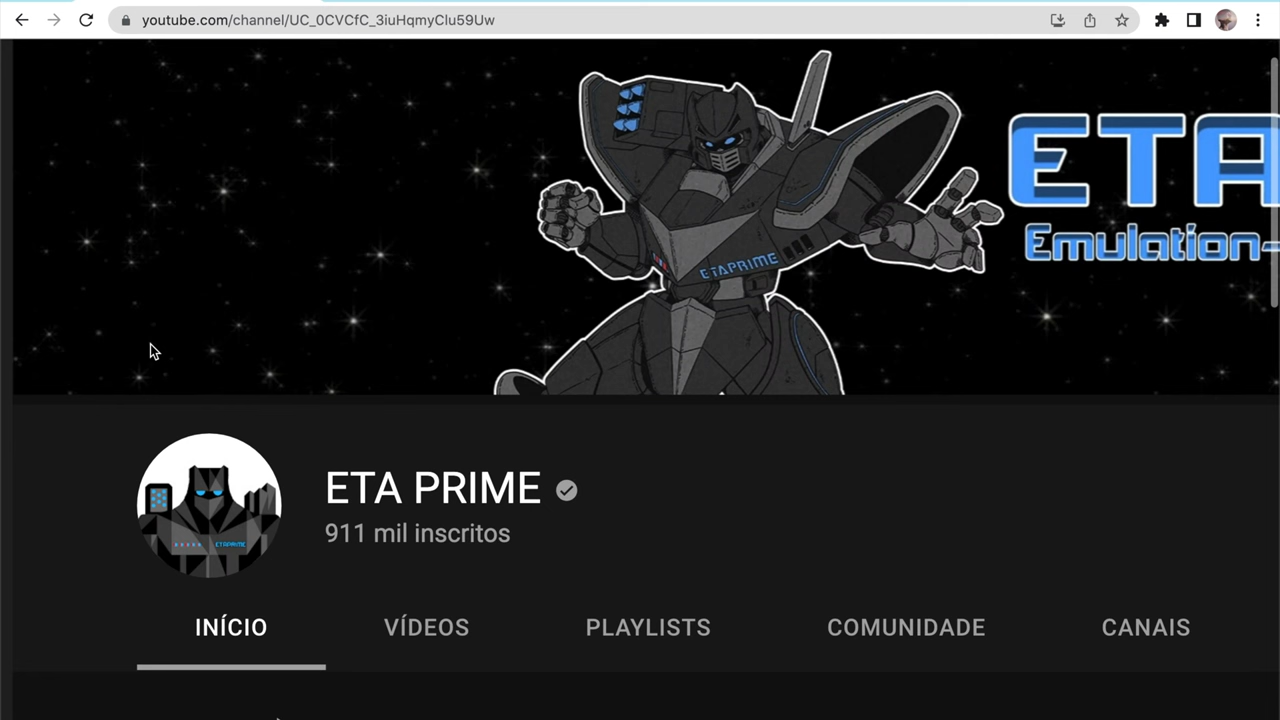 youtube.com/channel/UC_0CVCfC_3iuHqmyClu59Uw
ETA
Emulation-
ETAPRIME
ETAPRIME
ETA PRIME
911 mil inscritos
INÍCIO
VÍDEOS
PLAYLISTS
COMUNIDADE
CANAIS